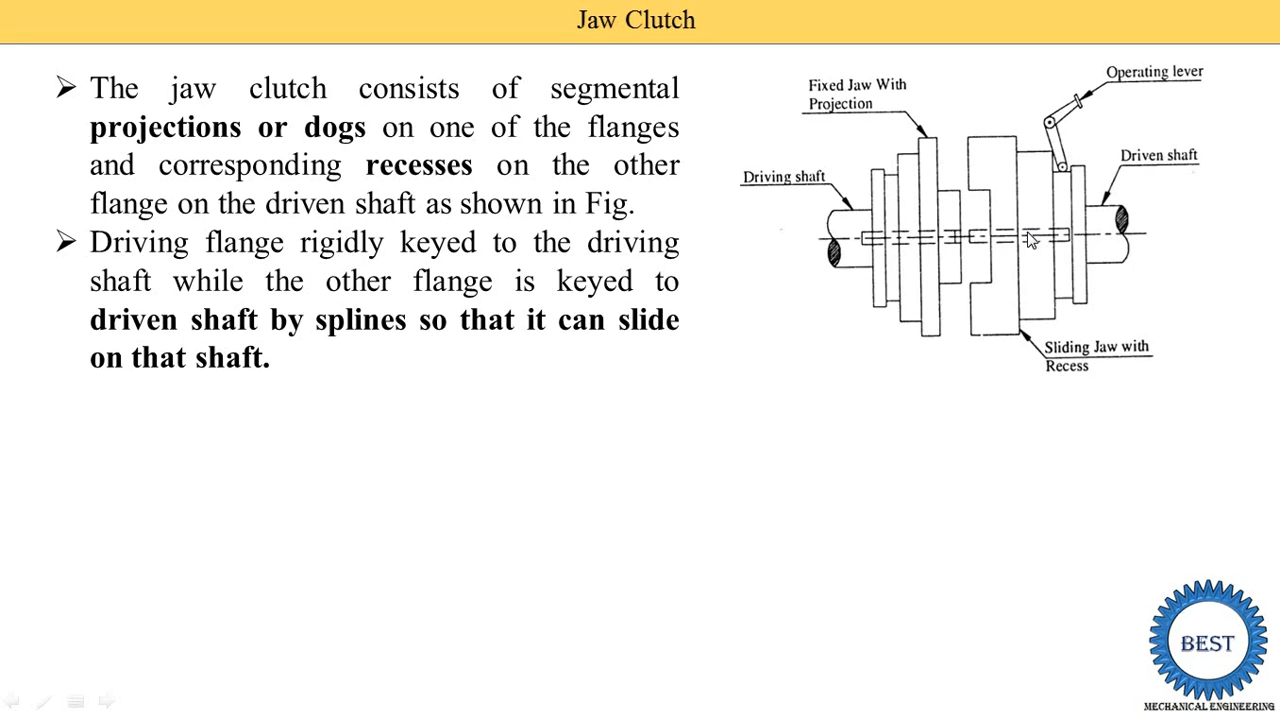 Jaw Clutch
➢ The jaw clutch consists of segmental
projections or dogs on one of the flanges
and corresponding recesses on the other
flange on the driven shaft as shown in Fig.
➢ Driving flange rigidly keyed to the driving
shaft while the other flange is keyed to
driven shaft by splines so that it can slide
on that shaft.
Operating lever
Fixed Jaw With
Projection
Driven shaft
Driving shaft
Sliding Jaw with
Recess
BEST
MECHANICAL ENGINEERING